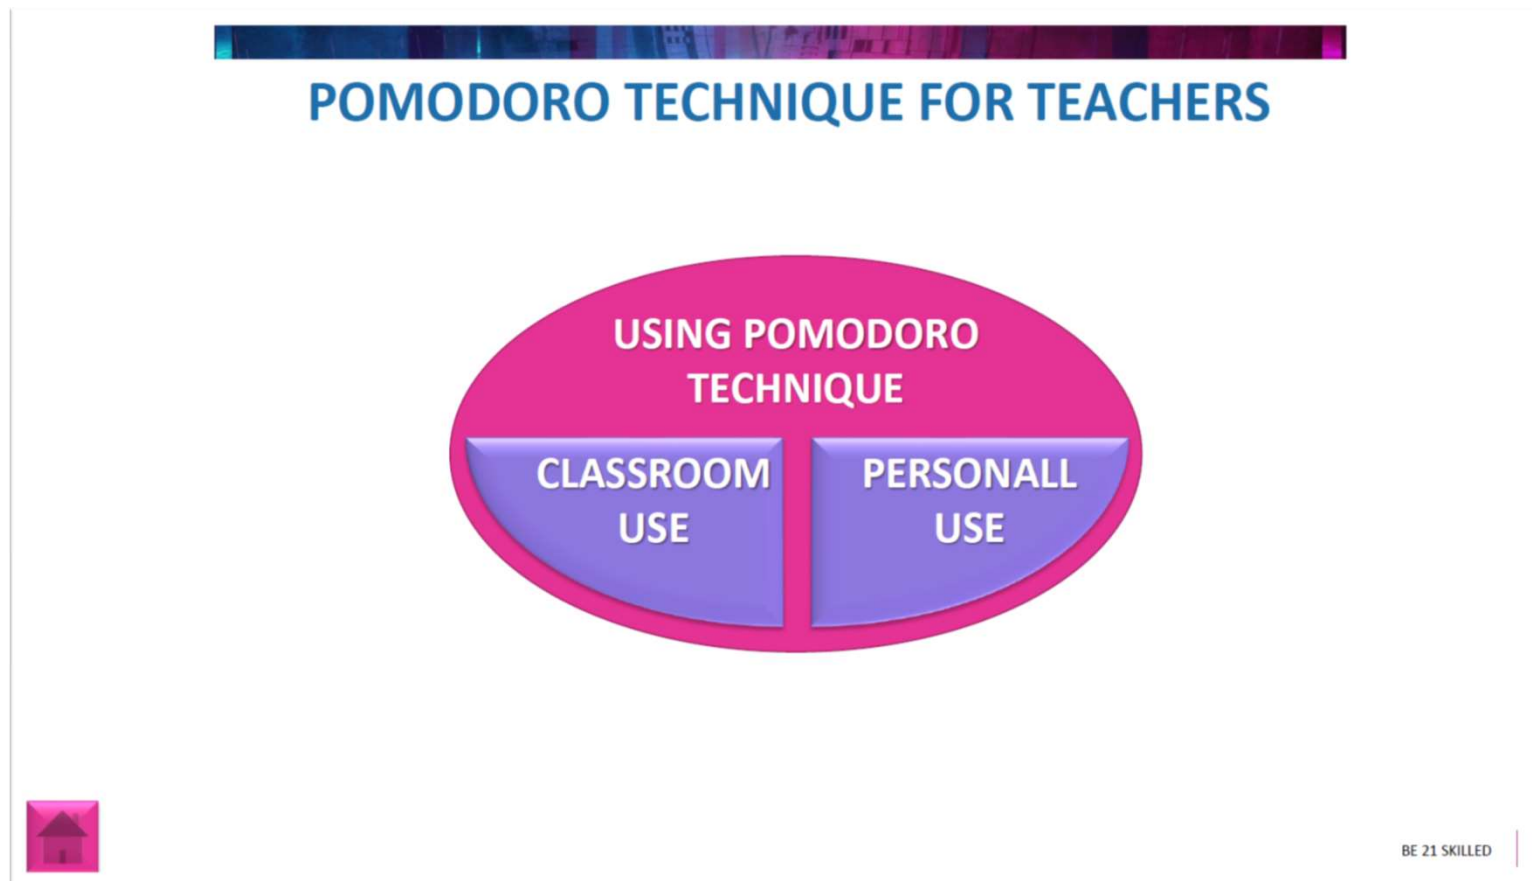 POMODORO TECHNIQUE FOR TEACHERS
USING POMODORO
TECHNIQUE
CLASSROOM
USE
PERSONALL
USE
BE 21 SKILLED